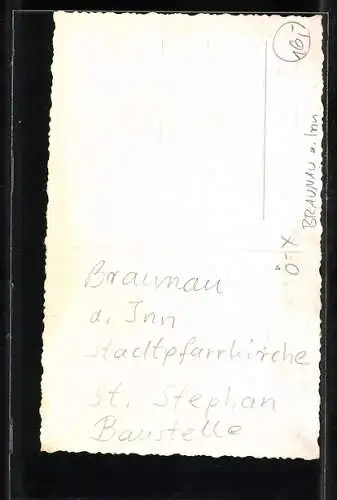 Braunau
a. Inn
Stadtpfarrkirche
St. Stephan
Baustelle
Ö-X BRAUNAU a. Inn